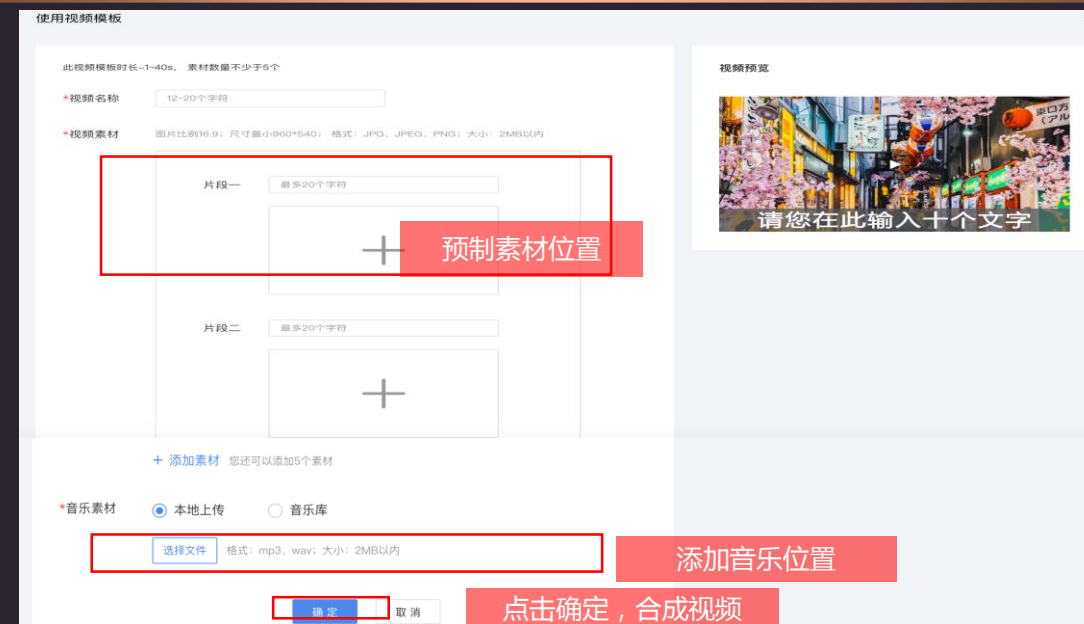 使用视频模板
此视频模板时长~1-40s, 素材数量不少于5个
视频预览
*视频名称 12-20个字符
*视频素材 图片比例16:9; 尺寸最小960*540; 格式: JPG、JPEG、PNG; 大小: 2MB以内
東口方
(アル
片段一 最多20个字符
请您在此输入十个文字
预制素材位置
片段二 最多20个字符
+ 添加素材 您还可以添加5个素材
*音乐素材 本地上传 音乐库
选择文件 格式: mp3、wav; 大小: 2MB以内
添加音乐位置
确定 取消
点击确定，合成视频